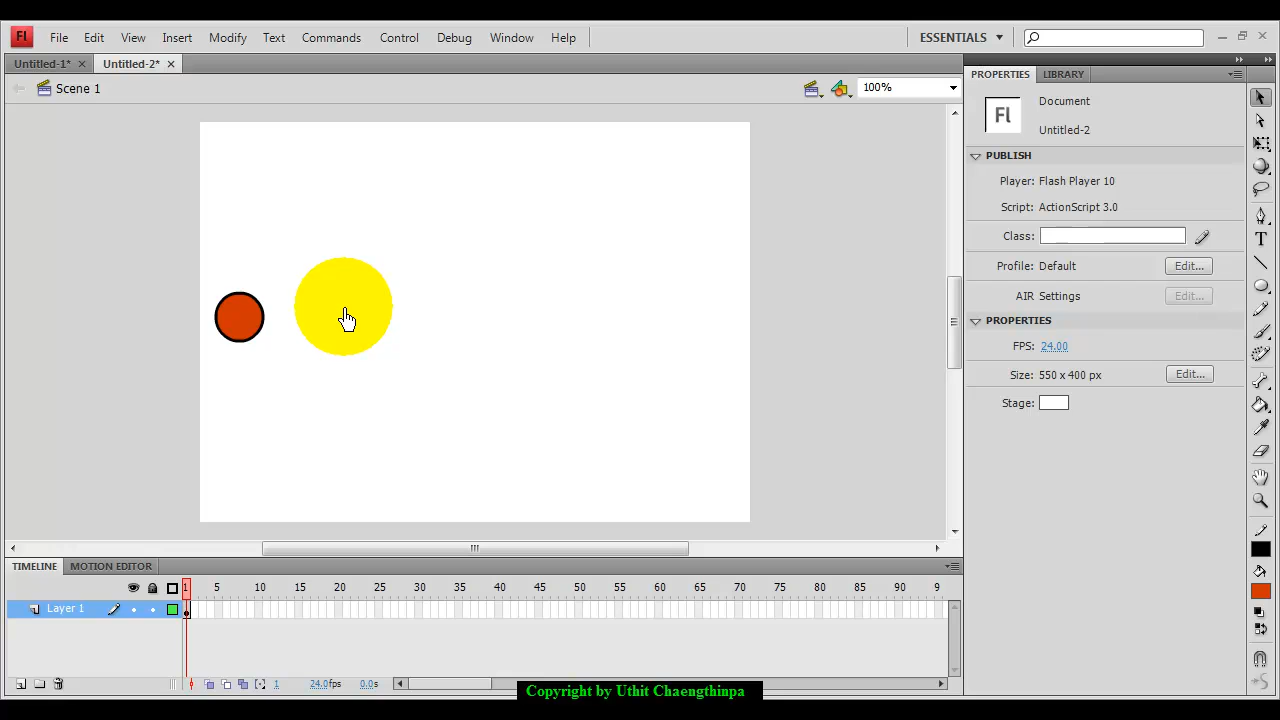 Fl File Edit View Insert Modify Text Commands Control Debug Window Help ESSENTIALS
Untitled-1* Untitled-2*
Scene 1 100%
PROPERTIES LIBRARY
Fl Document
Untitled-2
PUBLISH
Player: Flash Player 10
Script: ActionScript 3.0
Class:
Profile: Default Edit...
AIR Settings Edit...
PROPERTIES
FPS: 24.00
Size: 550 x 400 px Edit...
Stage:
TIMELINE MOTION EDITOR
1 5 10 15 20 25 30 35 40 45 50 55 60 65 70 75 80 85 90 9
Layer 1
1 24.0fps 0.0s
Copyright by Uthit Chaengthinpa